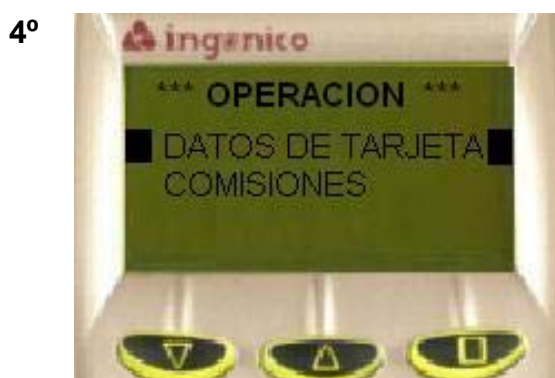 4º
ingenico
*** OPERACION ***
DATOS DE TARJETA
COMISIONES